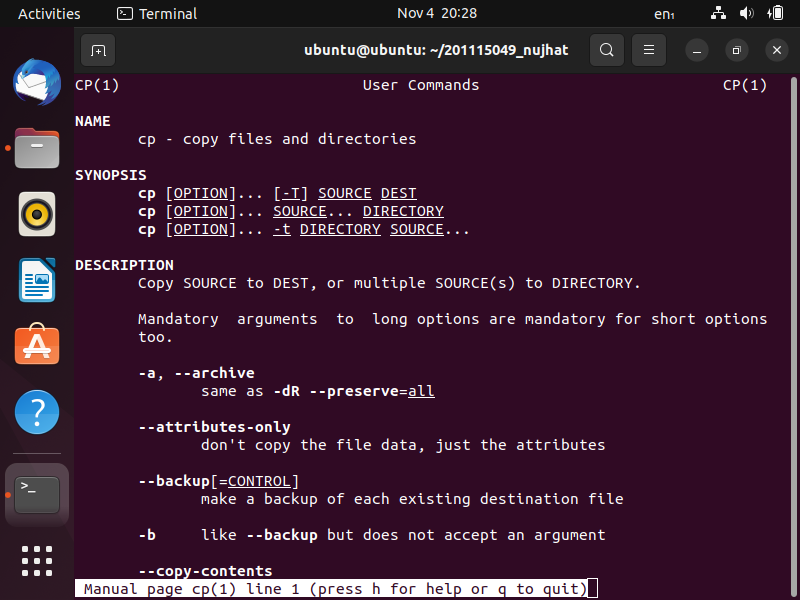 Activities Terminal Nov 4 20:28 en₁
ubuntu@ubuntu: ~/201115049_nujhat
CP(1) User Commands CP(1)
NAME
cp - copy files and directories
SYNOPSIS
cp [OPTION]... [-T] SOURCE DEST
cp [OPTION]... SOURCE... DIRECTORY
cp [OPTION]... -t DIRECTORY SOURCE...
DESCRIPTION
Copy SOURCE to DEST, or multiple SOURCE(s) to DIRECTORY.
Mandatory arguments to long options are mandatory for short options
too.
-a, --archive
same as -dR --preserve=all
--attributes-only
don't copy the file data, just the attributes
--backup[=CONTROL]
make a backup of each existing destination file
-b like --backup but does not accept an argument
--copy-contents
Manual page cp(1) line 1 (press h for help or q to quit)